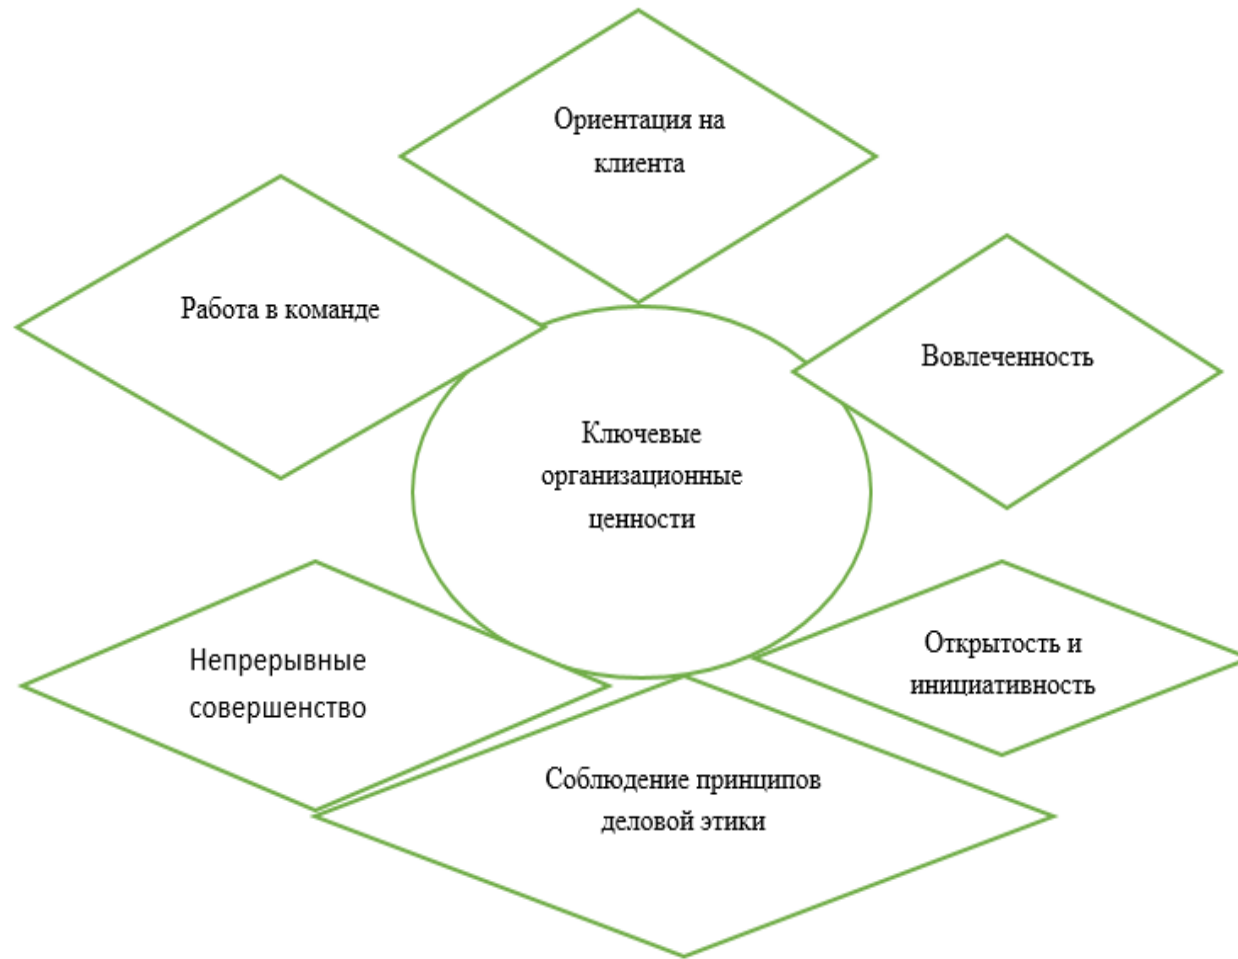 Ориентация на
клиента
Работа в команде
Вовлеченность
Ключевые
организационные
ценности
Непрерывные
совершенство
Открытость и
инициативность
Соблюдение принципов
деловой этики